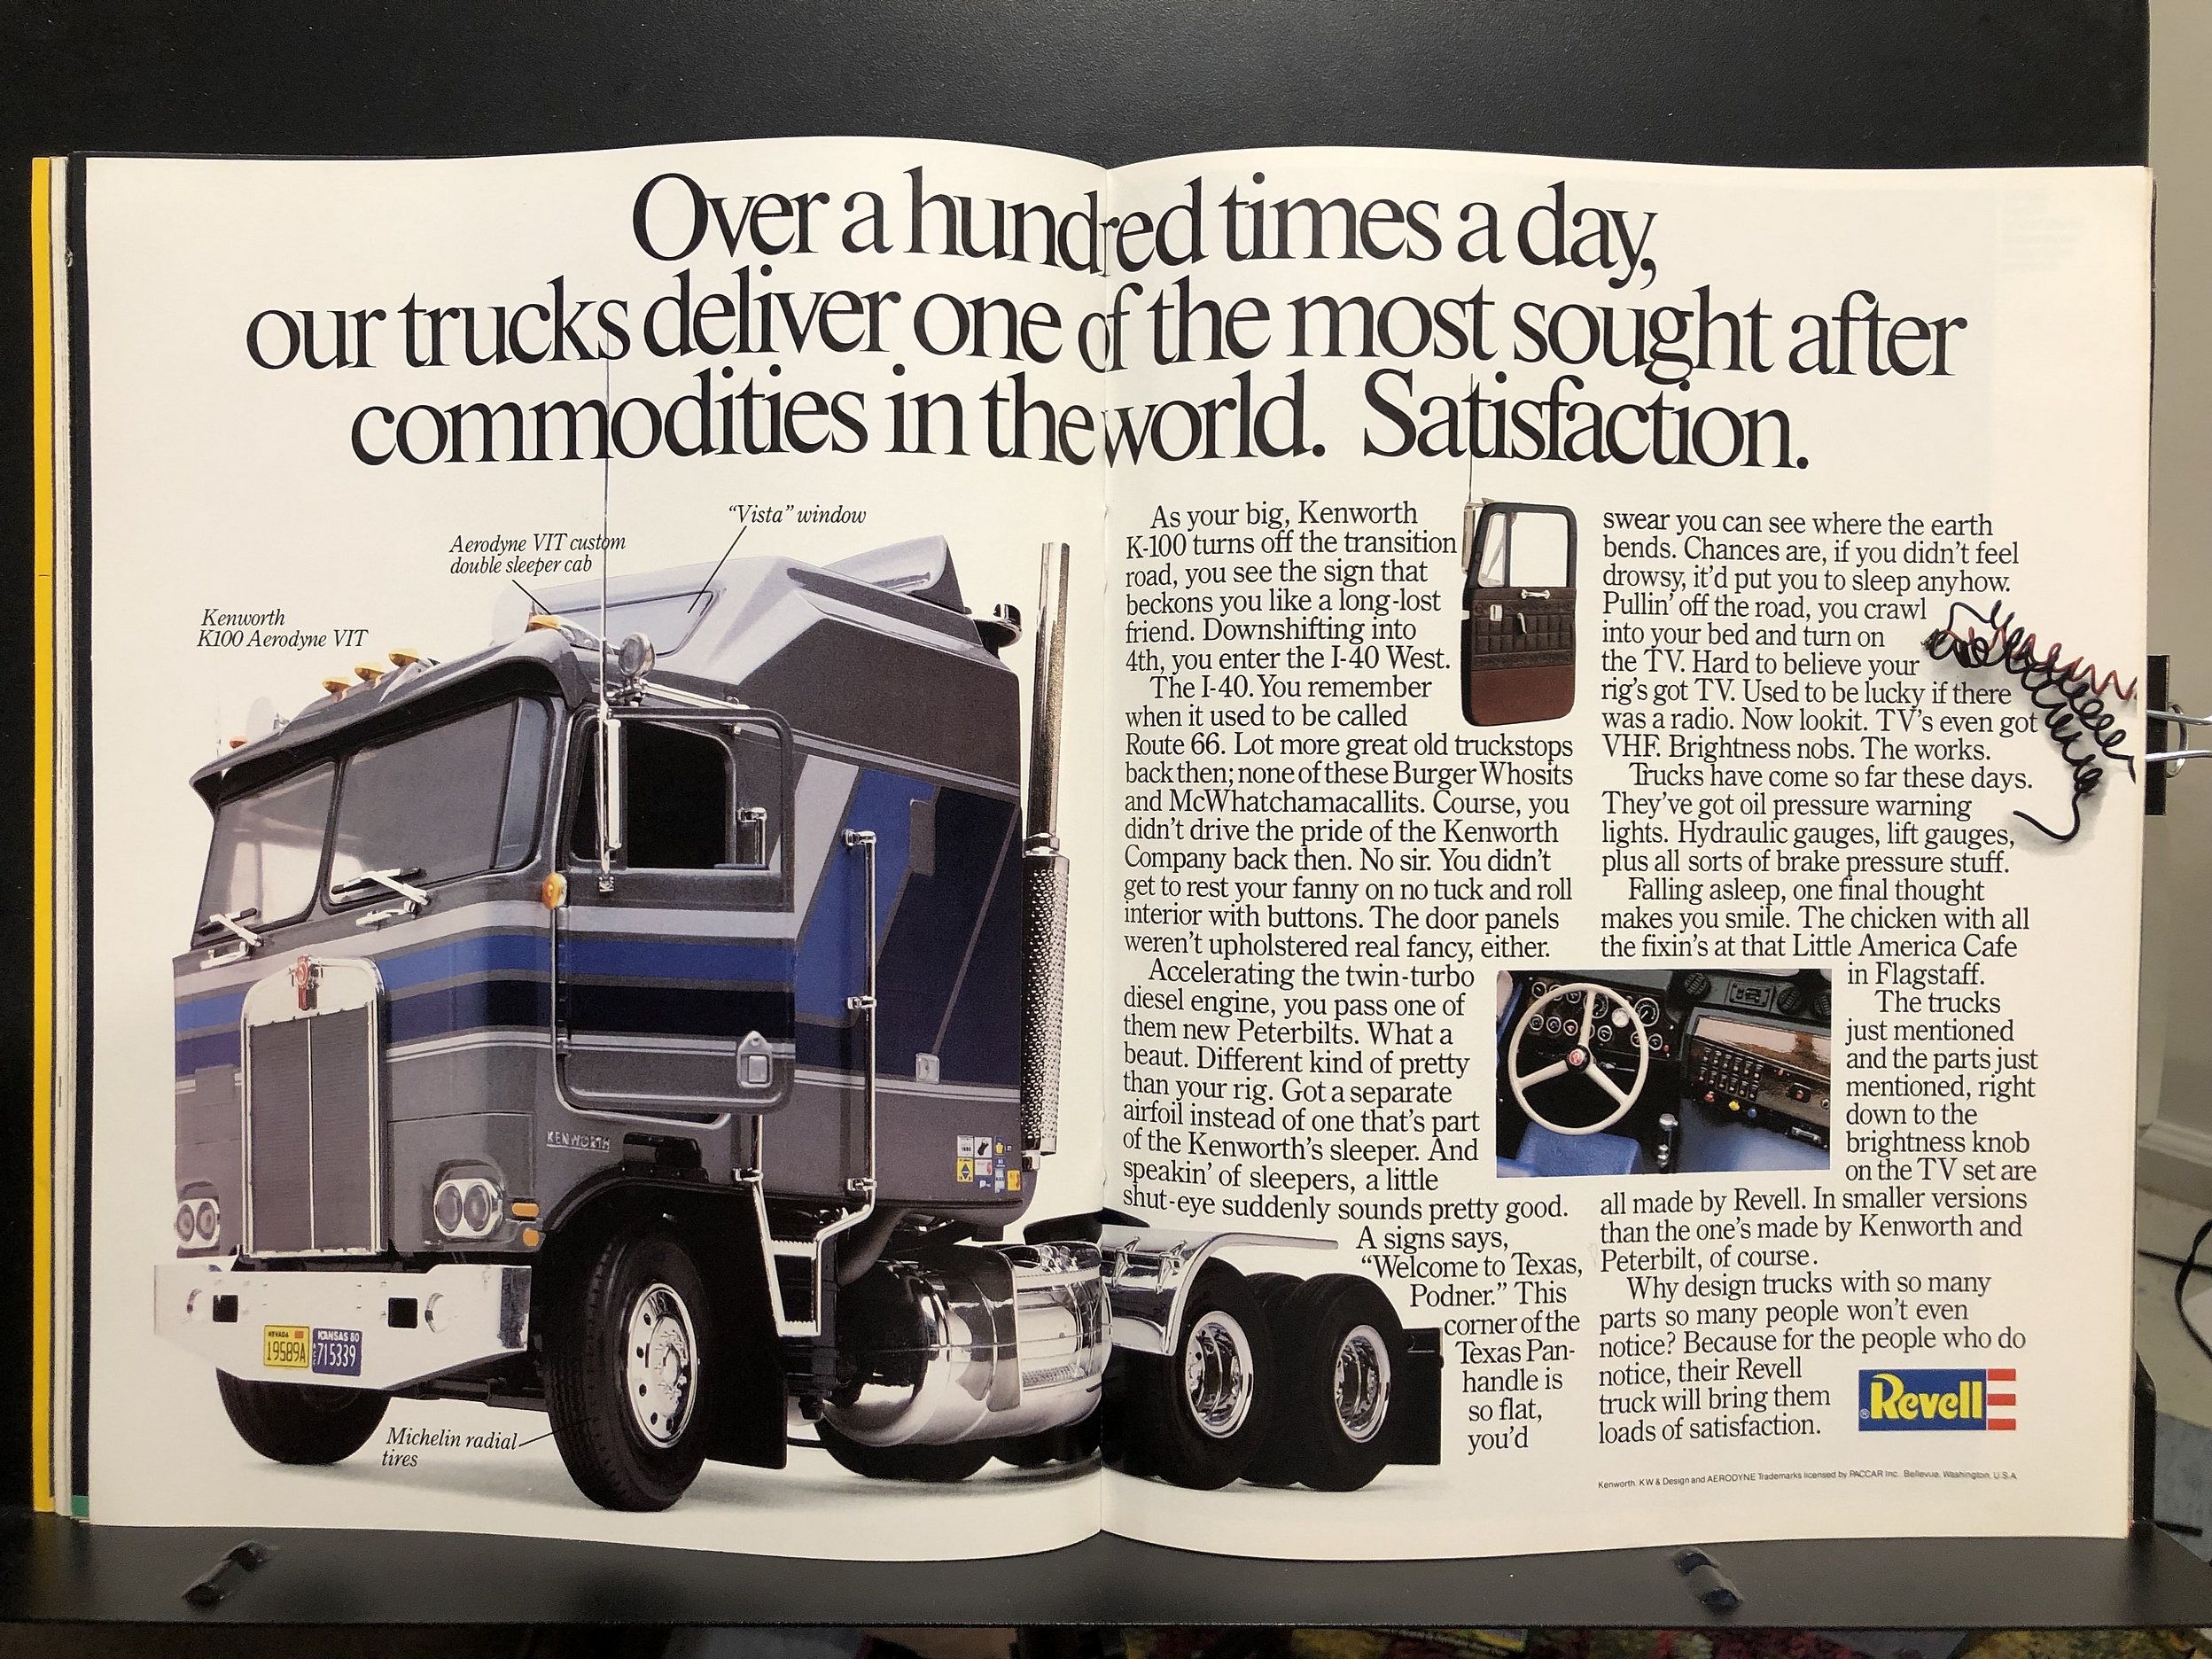 Over a hundred times a day,
our trucks deliver one of the most sought after
commodities in the world. Satisfaction.
"Vista" window
Aerodyne VIT custom
double sleeper cab
Kenworth
K100 Aerodyne VIT
KENWORTH
NEVADA
19589A
KANSAS 80
715339
Michelin radial
tires
As your big, Kenworth
K-100 turns off the transition
road, you see the sign that
beckons you like a long-lost
friend. Downshifting into
4th, you enter the I-40 West.
The I-40. You remember
when it used to be called
Route 66. Lot more great old truckstops
back then; none of these Burger Whosits
and McWhatchamacallits. Course, you
didn't drive the pride of the Kenworth
Company back then. No sir. You didn't
get to rest your fanny on no tuck and roll
interior with buttons. The door panels
weren't upholstered real fancy, either.
Accelerating the twin-turbo
diesel engine, you pass one of
them new Peterbilts. What a
beaut. Different kind of pretty
than your rig. Got a separate
airfoil instead of one that's part
of the Kenworth's sleeper. And
speakin' of sleepers, a little
shut-eye suddenly sounds pretty good.
A signs says,
"Welcome to Texas,
Podner." This
corner of the
Texas Pan-
handle is
so flat,
you'd
swear you can see where the earth
bends. Chances are, if you didn't feel
drowsy, it'd put you to sleep anyhow.
Pullin' off the road, you crawl
into your bed and turn on
the TV. Hard to believe your
rig's got TV. Used to be lucky if there
was a radio. Now lookit. TV's even got
VHF. Brightness nobs. The works.
Trucks have come so far these days.
They've got oil pressure warning
lights. Hydraulic gauges, lift gauges,
plus all sorts of brake pressure stuff.
Falling asleep, one final thought
makes you smile. The chicken with all
the fixin's at that Little America Cafe
in Flagstaff.
The trucks
just mentioned
and the parts just
mentioned, right
down to the
brightness knob
on the TV set are
all made by Revell. In smaller versions
than the one's made by Kenworth and
Peterbilt, of course.
Why design trucks with so many
parts so many people won't even
notice? Because for the people who do
notice, their Revell
truck will bring them
loads of satisfaction.
®Revell
Kenworth, KW & Design and AERODYNE Trademarks licensed by PACCAR Inc., Bellevue, Washington, U.S.A.